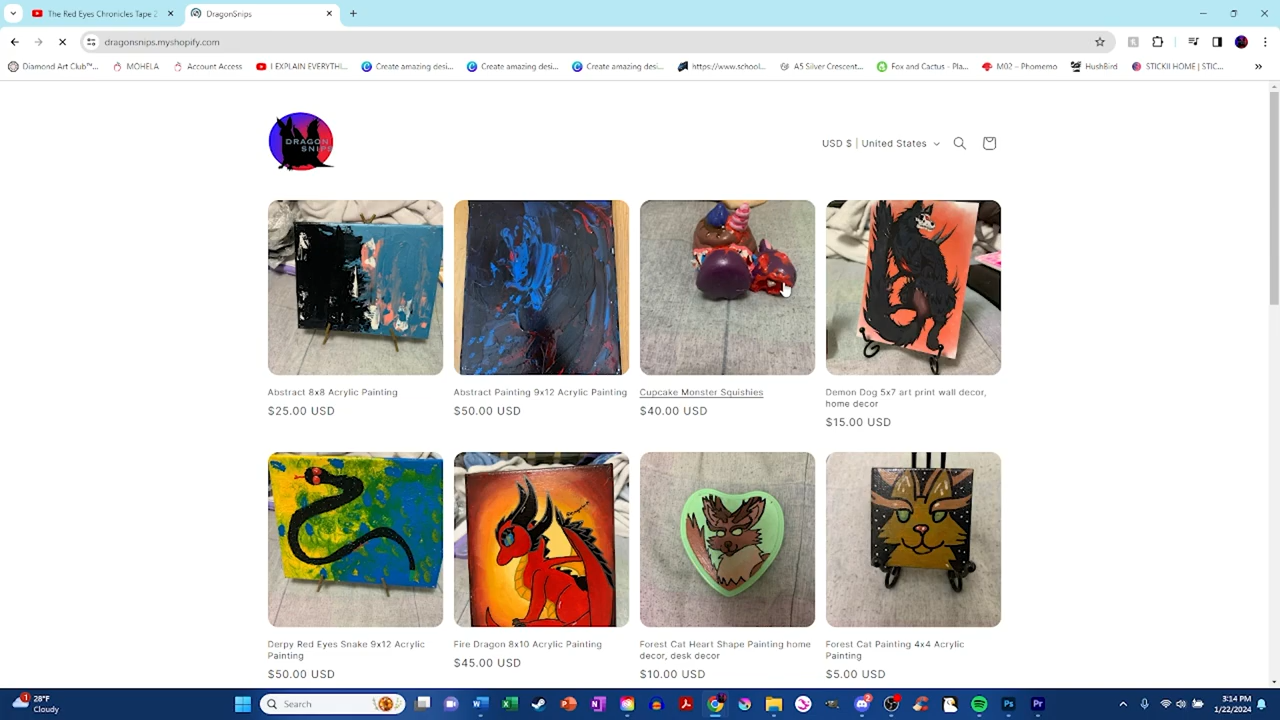 The Red Eyes Chronicles Tape 2
DragonSnips
dragonsnips.myshopify.com
Diamond Art Club™...
MOHELA
Account Access
I EXPLAIN EVERYTHI...
Create amazing desi...
Create amazing desi...
Create amazing desi...
https://www.school...
A5 Silver Crescent...
Fox and Cactus - Pla...
M02 – Phomemo
HushBird
STICKII HOME | STIC...
DRAGON
SNIPS
USD $ | United States
Abstract 8x8 Acrylic Painting
$25.00 USD
Abstract Painting 9x12 Acrylic Painting
$50.00 USD
Cupcake Monster Squishies
$40.00 USD
Demon Dog 5x7 art print wall decor,
home decor
$15.00 USD
Derpy Red Eyes Snake 9x12 Acrylic
Painting
$50.00 USD
Fire Dragon 8x10 Acrylic Painting
$45.00 USD
Forest Cat Heart Shape Painting home
decor, desk decor
$10.00 USD
Forest Cat Painting 4x4 Acrylic
Painting
$5.00 USD
1
28°F
Cloudy
Search
2
3:14 PM
1/22/2024